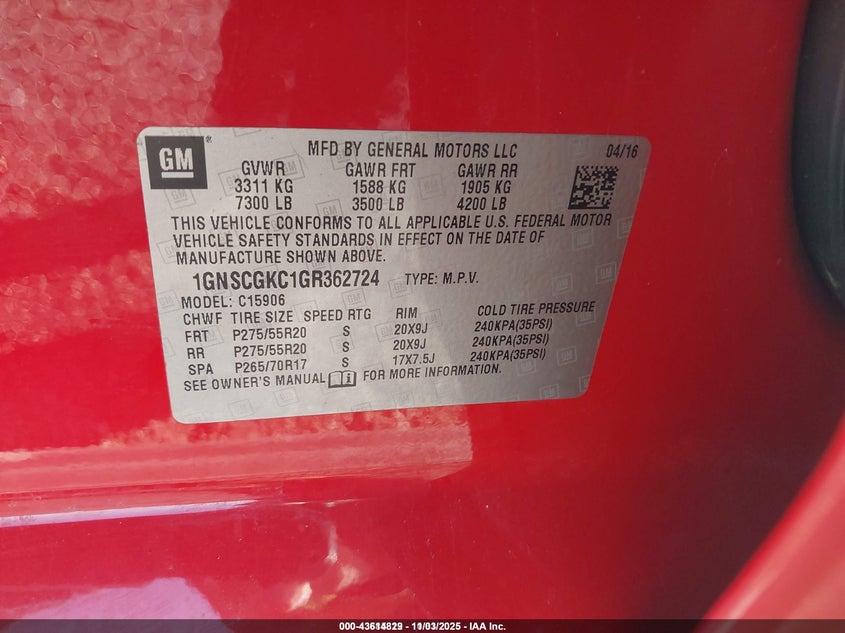 GM ® MFD BY GENERAL MOTORS LLC 04/16
GVWR GAWR FRT GAWR RR
3311 KG 1588 KG 1905 KG
7300 LB 3500 LB 4200 LB
THIS VEHICLE CONFORMS TO ALL APPLICABLE U.S. FEDERAL MOTOR
VEHICLE SAFETY STANDARDS IN EFFECT ON THE DATE OF
MANUFACTURE SHOWN ABOVE.
1GNSCGKC1GR362724 TYPE: M.P.V.
MODEL: C15906
CHWF TIRE SIZE SPEED RTG RIM COLD TIRE PRESSURE
FRT P275/55R20 S 20X9J 240KPA(35PSI)
RR P275/55R20 S 20X9J 240KPA(35PSI)
SPA P265/70R17 S 17X7.5J 240KPA(35PSI)
SEE OWNER'S MANUAL FOR MORE INFORMATION.
- IAA Inc.